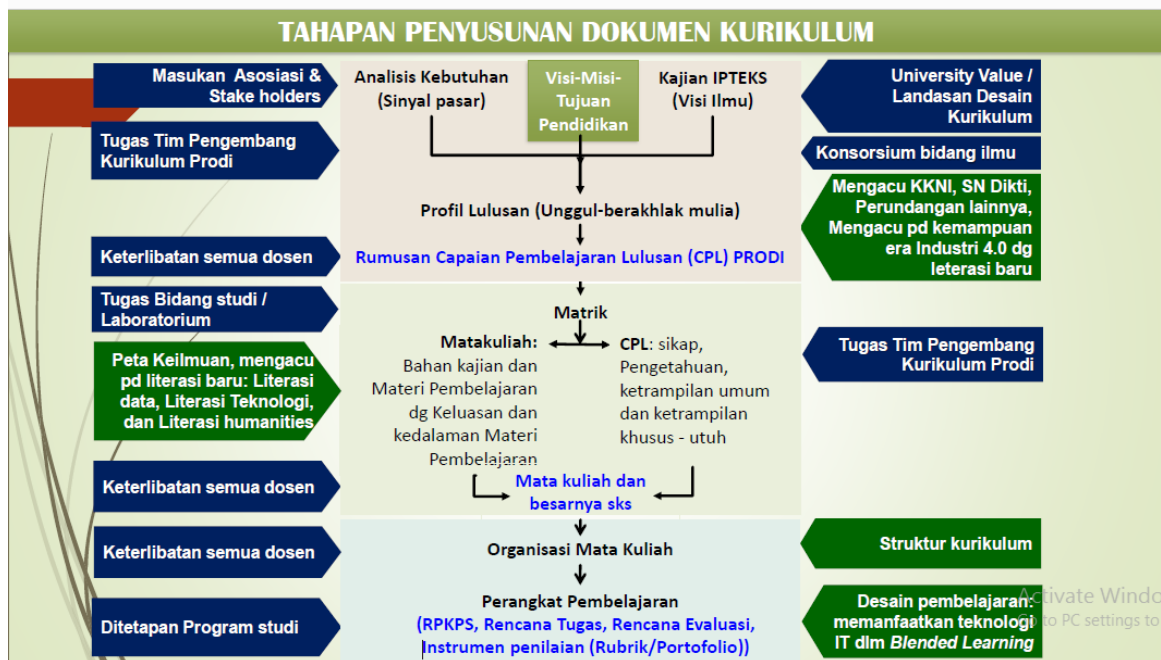 TAHAPAN PENYUSUNAN DOKUMEN KURIKULUM
Masukan Asosiasi &
Stake holders
Tugas Tim Pengembang
Kurikulum Prodi
Keterlibatan semua dosen
Tugas Bidang studi /
Laboratorium
Peta Keilmuan, mengacu
pd literasi baru: Literasi
data, Literasi Teknologi,
dan Literasi humanities
Keterlibatan semua dosen
Keterlibatan semua dosen
Ditetapan Program studi
Analisis Kebutuhan
(Sinyal pasar)
Visi-Misi-
Tujuan
Pendidikan
Kajian IPTEKS
(Visi Ilmu)
Profil Lulusan (Unggul-berakhlak mulia)
Rumusan Capaian Pembelajaran Lulusan (CPL) PRODI
Matrik
Matakuliah:
Bahan kajian dan
Materi Pembelajaran
dg Keluasan dan
kedalaman Materi
Pembelajaran
CPL: sikap,
Pengetahuan,
ketrampilan umum
dan ketrampilan
khusus - utuh
Mata kuliah dan
besarnya sks
Organisasi Mata Kuliah
Perangkat Pembelajaran
(RPKPS, Rencana Tugas, Rencana Evaluasi,
Instrumen penilaian (Rubrik/Portofolio))
University Value /
Landasan Desain
Kurikulum
Konsorsium bidang ilmu
Mengacu KKNI, SN Dikti,
Perundangan lainnya,
Mengacu pd kemampuan
era Industri 4.0 dg
leterasi baru
Tugas Tim Pengembang
Kurikulum Prodi
Struktur kurikulum
Desain pembelajaran:
memanfaatkan teknologi
IT dlm Blended Learning
Activate Windo
to PC settings to